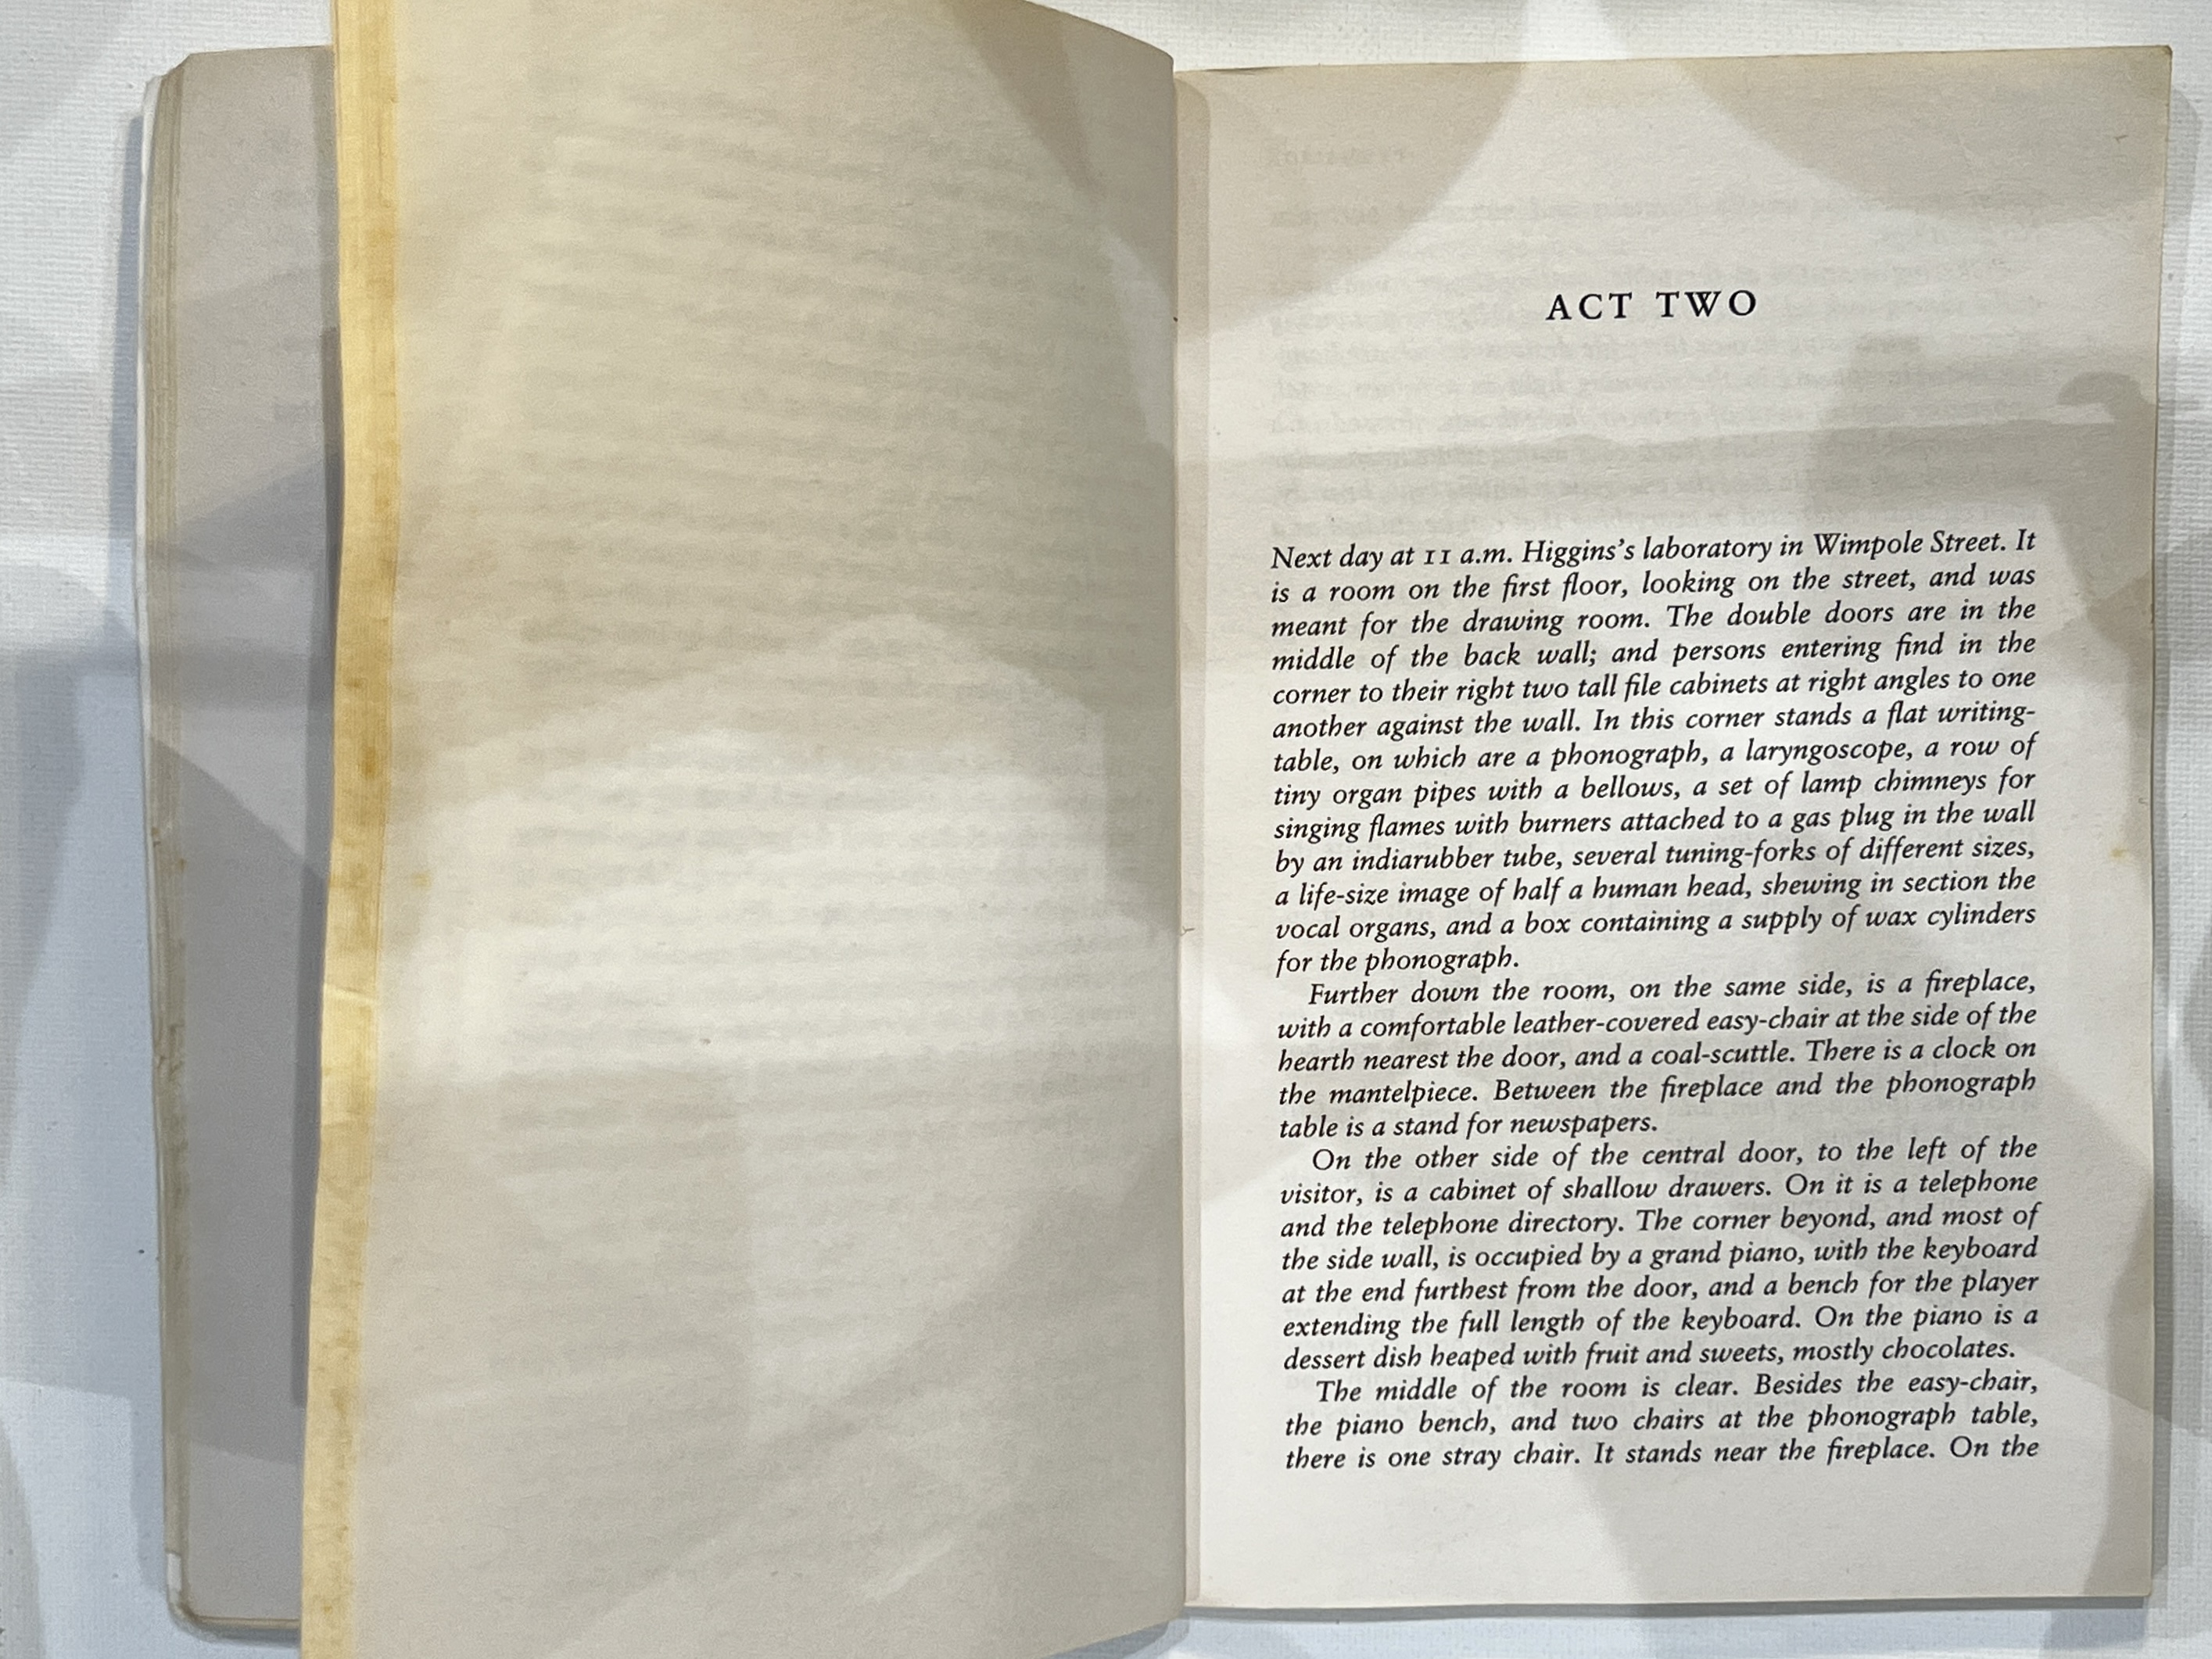 ACT TWO
Next day at 11 a.m. Higgins's laboratory in Wimpole Street. It
is a room on the first floor, looking on the street, and was
meant for the drawing room. The double doors are in the
middle of the back wall; and persons entering find in the
corner to their right two tall file cabinets at right angles to one
another against the wall. In this corner stands a flat writing-
table, on which are a phonograph, a laryngoscope, a row of
tiny organ pipes with a bellows, a set of lamp chimneys for
singing flames with burners attached to a gas plug in the wall
by an indiarubber tube, several tuning-forks of different sizes,
a life-size image of half a human head, shewing in section the
vocal organs, and a box containing a supply of wax cylinders
for the phonograph.
Further down the room, on the same side, is a fireplace,
with a comfortable leather-covered easy-chair at the side of the
hearth nearest the door, and a coal-scuttle. There is a clock on
the mantelpiece. Between the fireplace and the phonograph
table is a stand for newspapers.
On the other side of the central door, to the left of the
visitor, is a cabinet of shallow drawers. On it is a telephone
and the telephone directory. The corner beyond, and most of
the side wall, is occupied by a grand piano, with the keyboard
at the end furthest from the door, and a bench for the player
extending the full length of the keyboard. On the piano is a
dessert dish heaped with fruit and sweets, mostly chocolates.
The middle of the room is clear. Besides the easy-chair,
the piano bench, and two chairs at the phonograph table,
there is one stray chair. It stands near the fireplace. On the